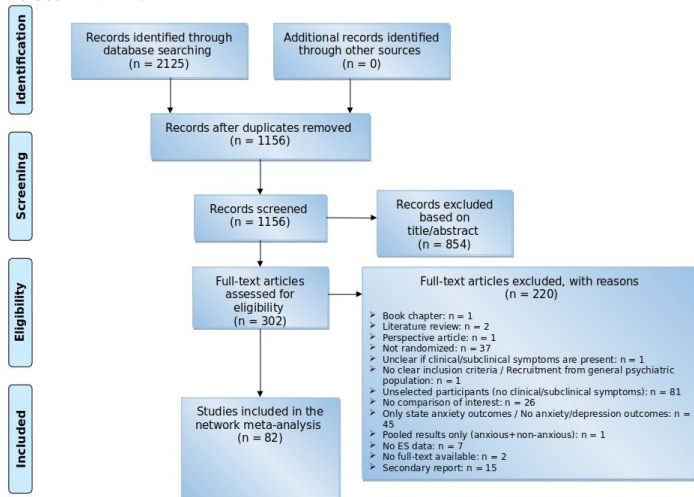 Identification
Records identified through
database searching
(n = 2125)
Additional records identified
through other sources
(n = 0)
Records after duplicates removed
(n = 1156)
Screening
Records screened
(n = 1156)
Records excluded
based on
title/abstract
(n = 854)
Eligibility
Full-text articles
assessed for
eligibility
(n = 302)
Full-text articles excluded, with reasons
(n = 220)
➢ Book chapter: n = 1
➢ Literature review: n = 2
➢ Perspective article: n = 1
➢ Not randomized: n = 37
➢ Unclear if clinical/subclinical symptoms are present: n = 1
➢ No clear inclusion criteria / Recruitment from general psychiatric
population: n = 1
➢ Unselected participants (no clinical/subclinical symptoms): n = 81
➢ No comparison of interest: n = 26
➢ Only state anxiety outcomes / No anxiety/depression outcomes: n =
45
➢ Pooled results only (anxious+non-anxious): n = 1
➢ No ES data: n = 7
➢ No full-text available: n = 2
➢ Secondary report: n = 15
Included
Studies included in the
network meta-analysis
(n = 82)